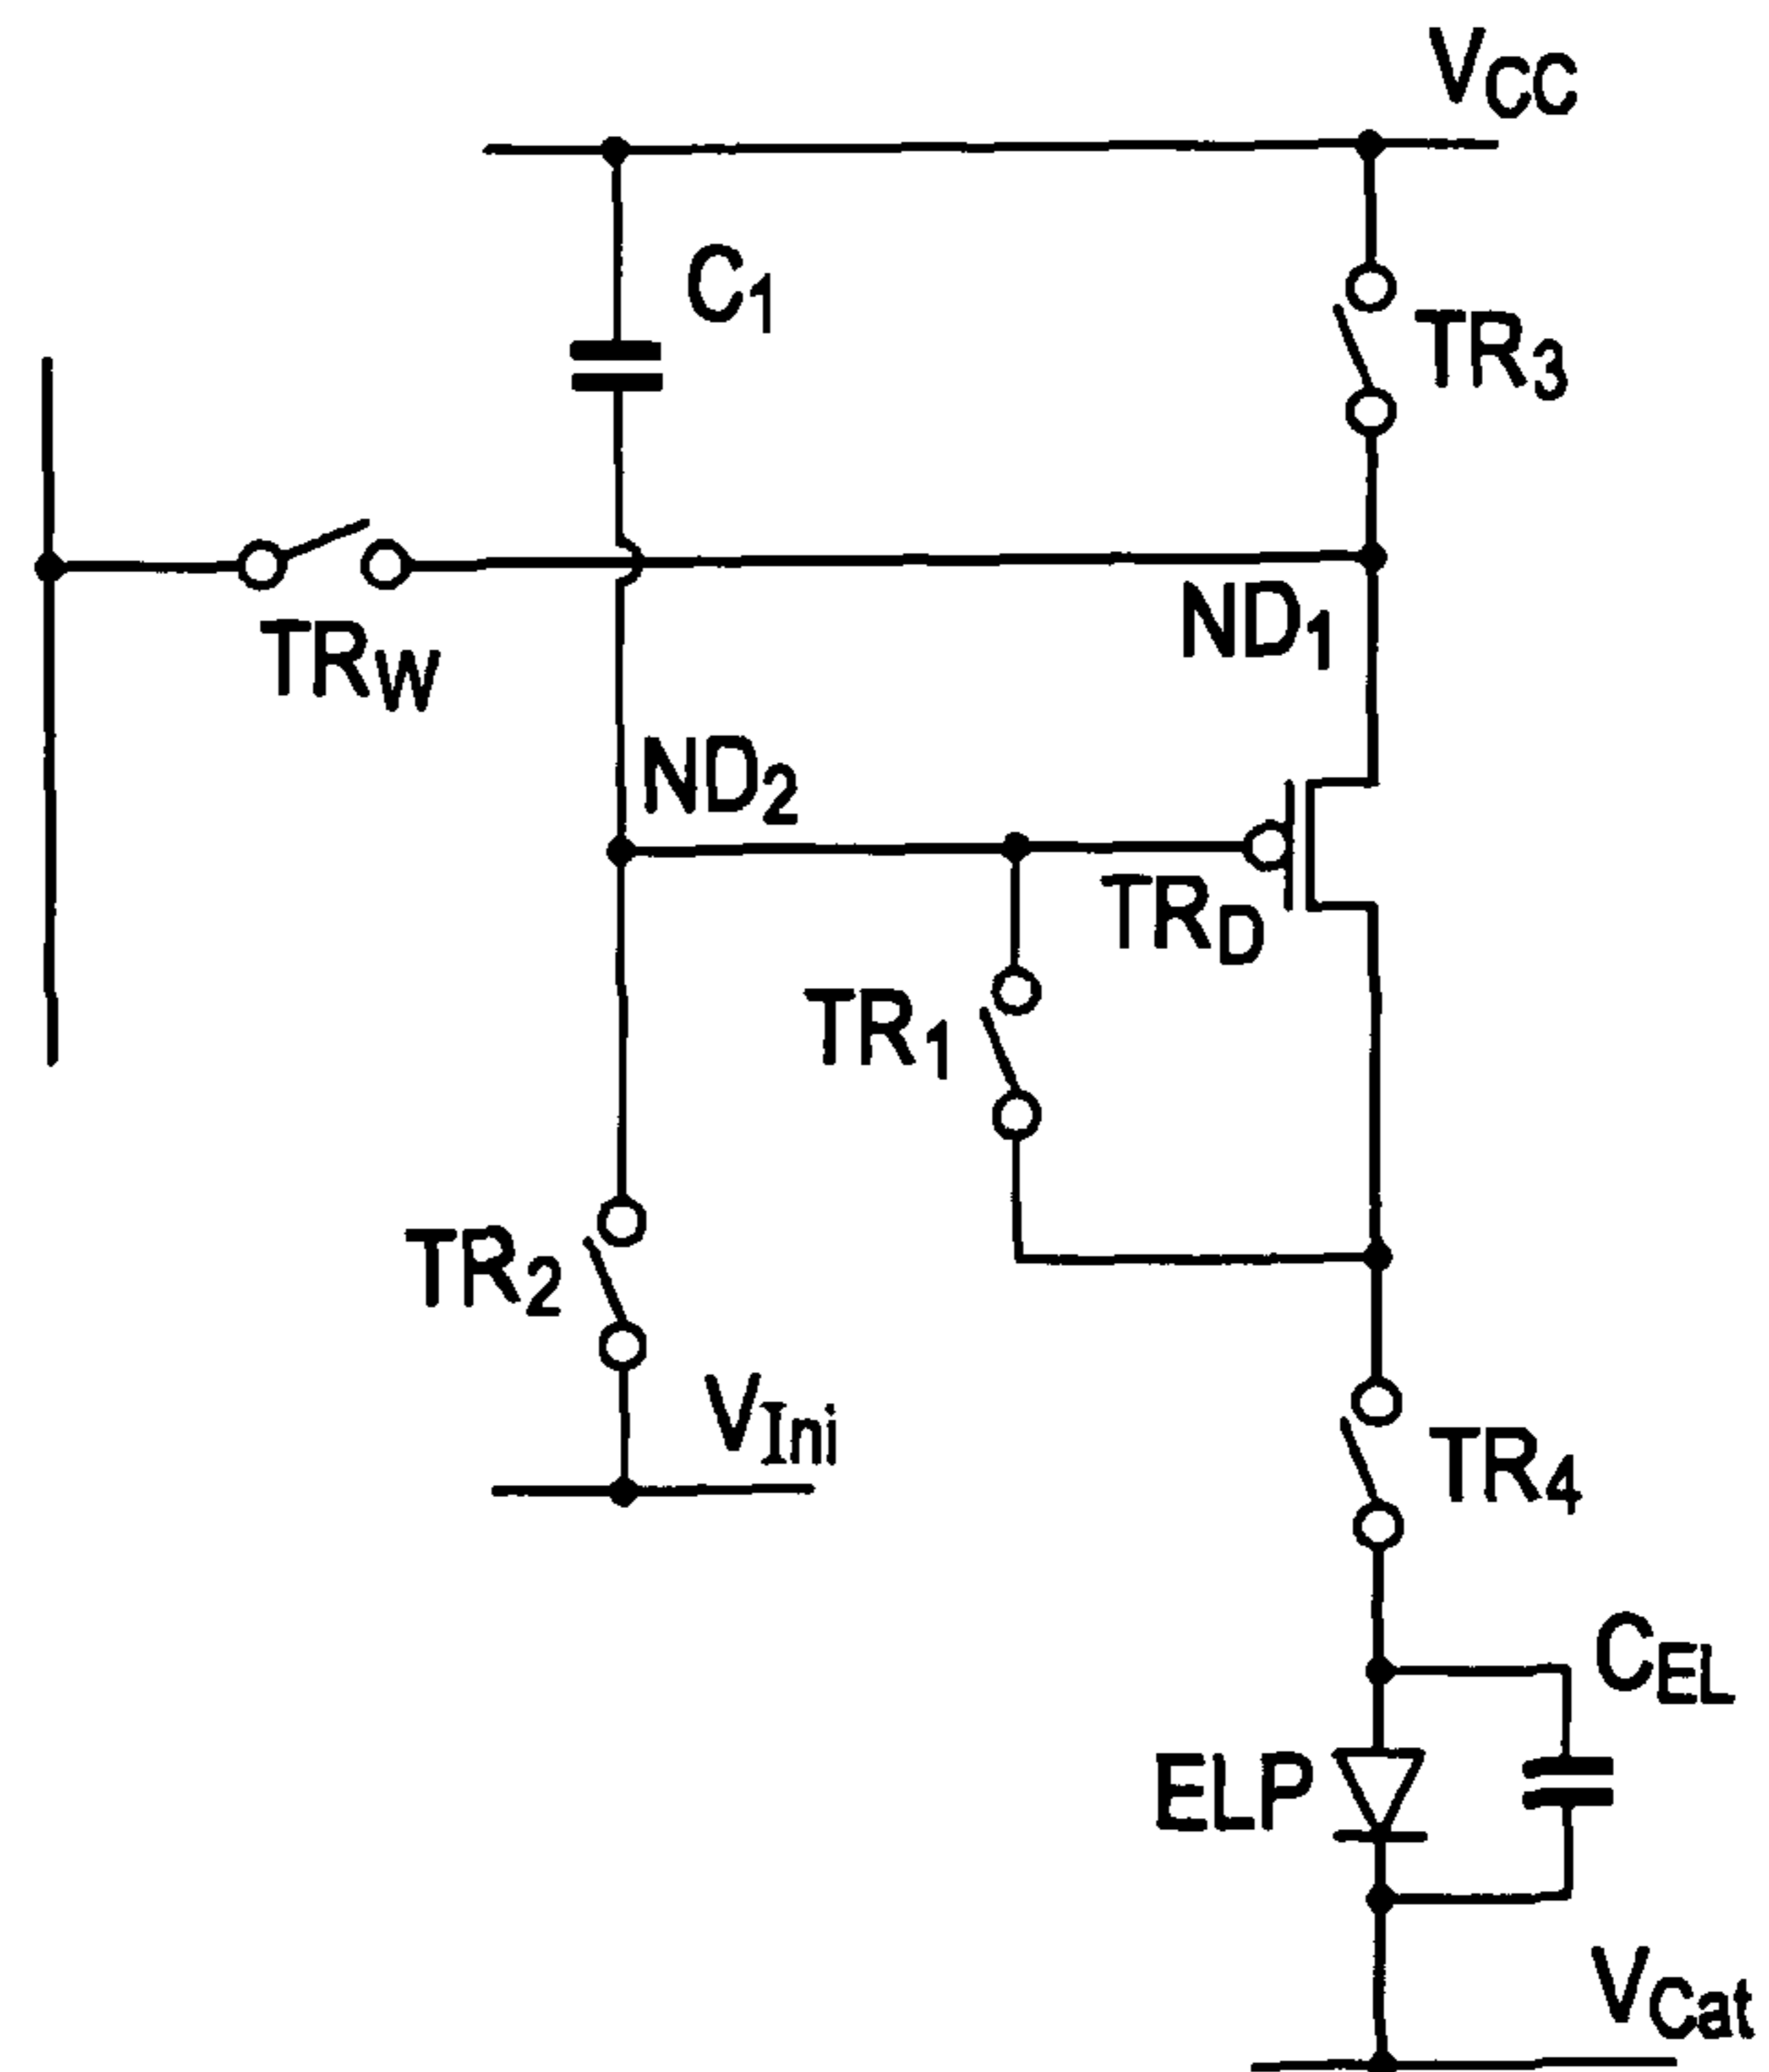 VCC
C1
TR3
TRW
ND1
ND2
TRD
TR1
TR2
VIni
TR4
CEL
ELP
VCat